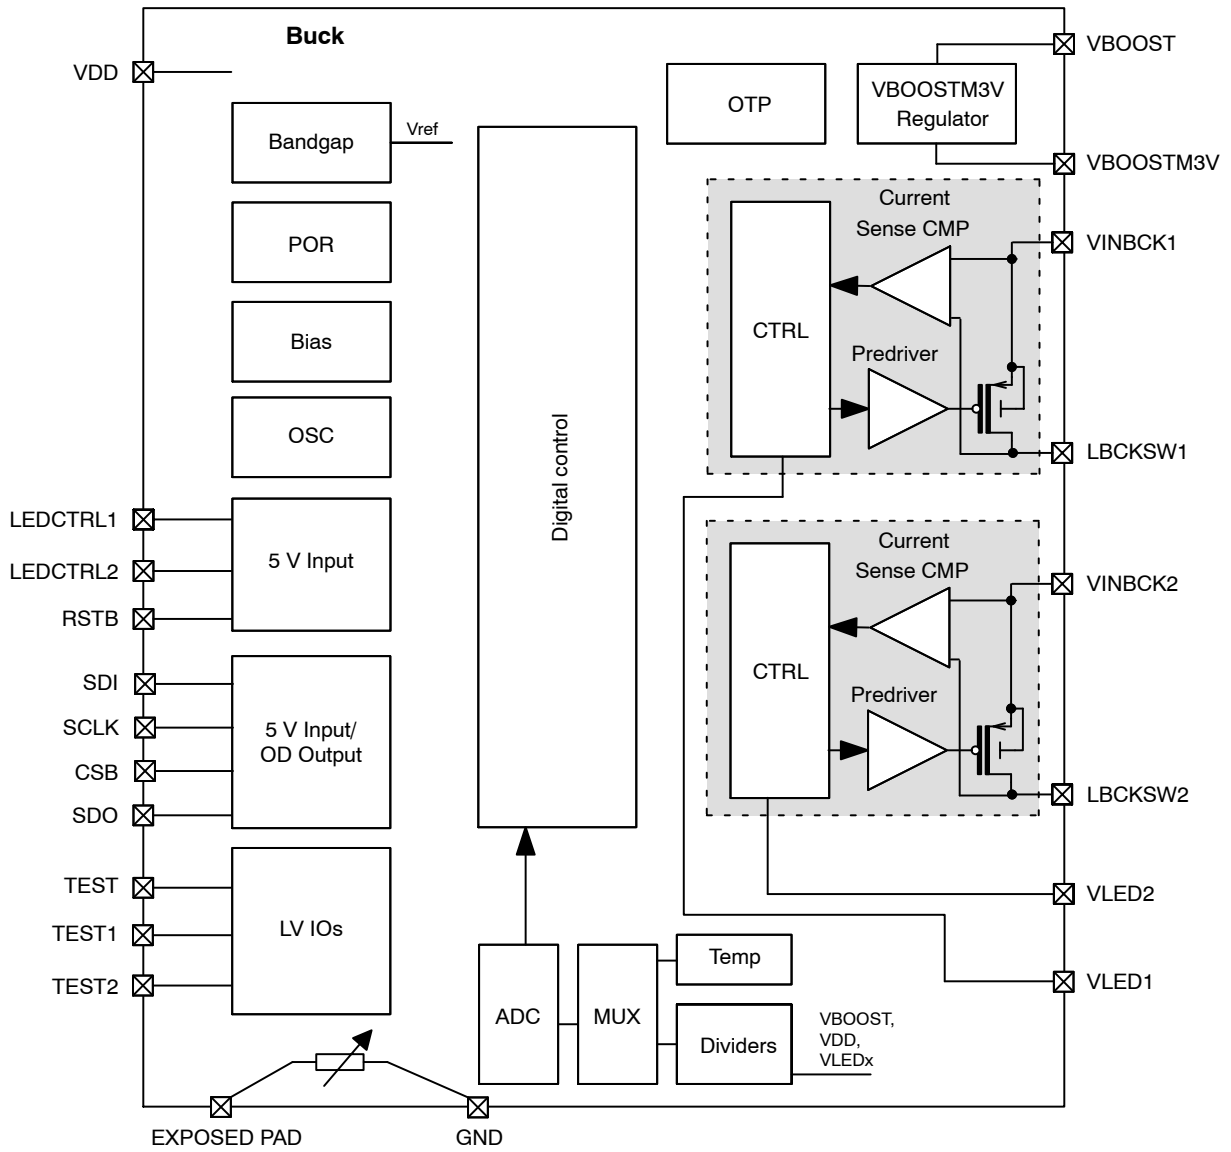 Buck
VDD
Bandgap
Vref
POR
Bias
OSC
LEDCTRL1
LEDCTRL2
RSTB
5 V Input
SDI
SCLK
CSB
SDO
5 V Input/
OD Output
TEST
TEST1
TEST2
LV IOs
EXPOSED PAD
GND
Digital control
ADC
MUX
Temp
Dividers
VBOOST,
VDD,
VLEDx
OTP
VBOOSTM3V
Regulator
VBOOST
VBOOSTM3V
Current
Sense CMP
CTRL
Predriver
VINBCK1
LBCKSW1
Current
Sense CMP
CTRL
Predriver
VINBCK2
LBCKSW2
VLED2
VLED1